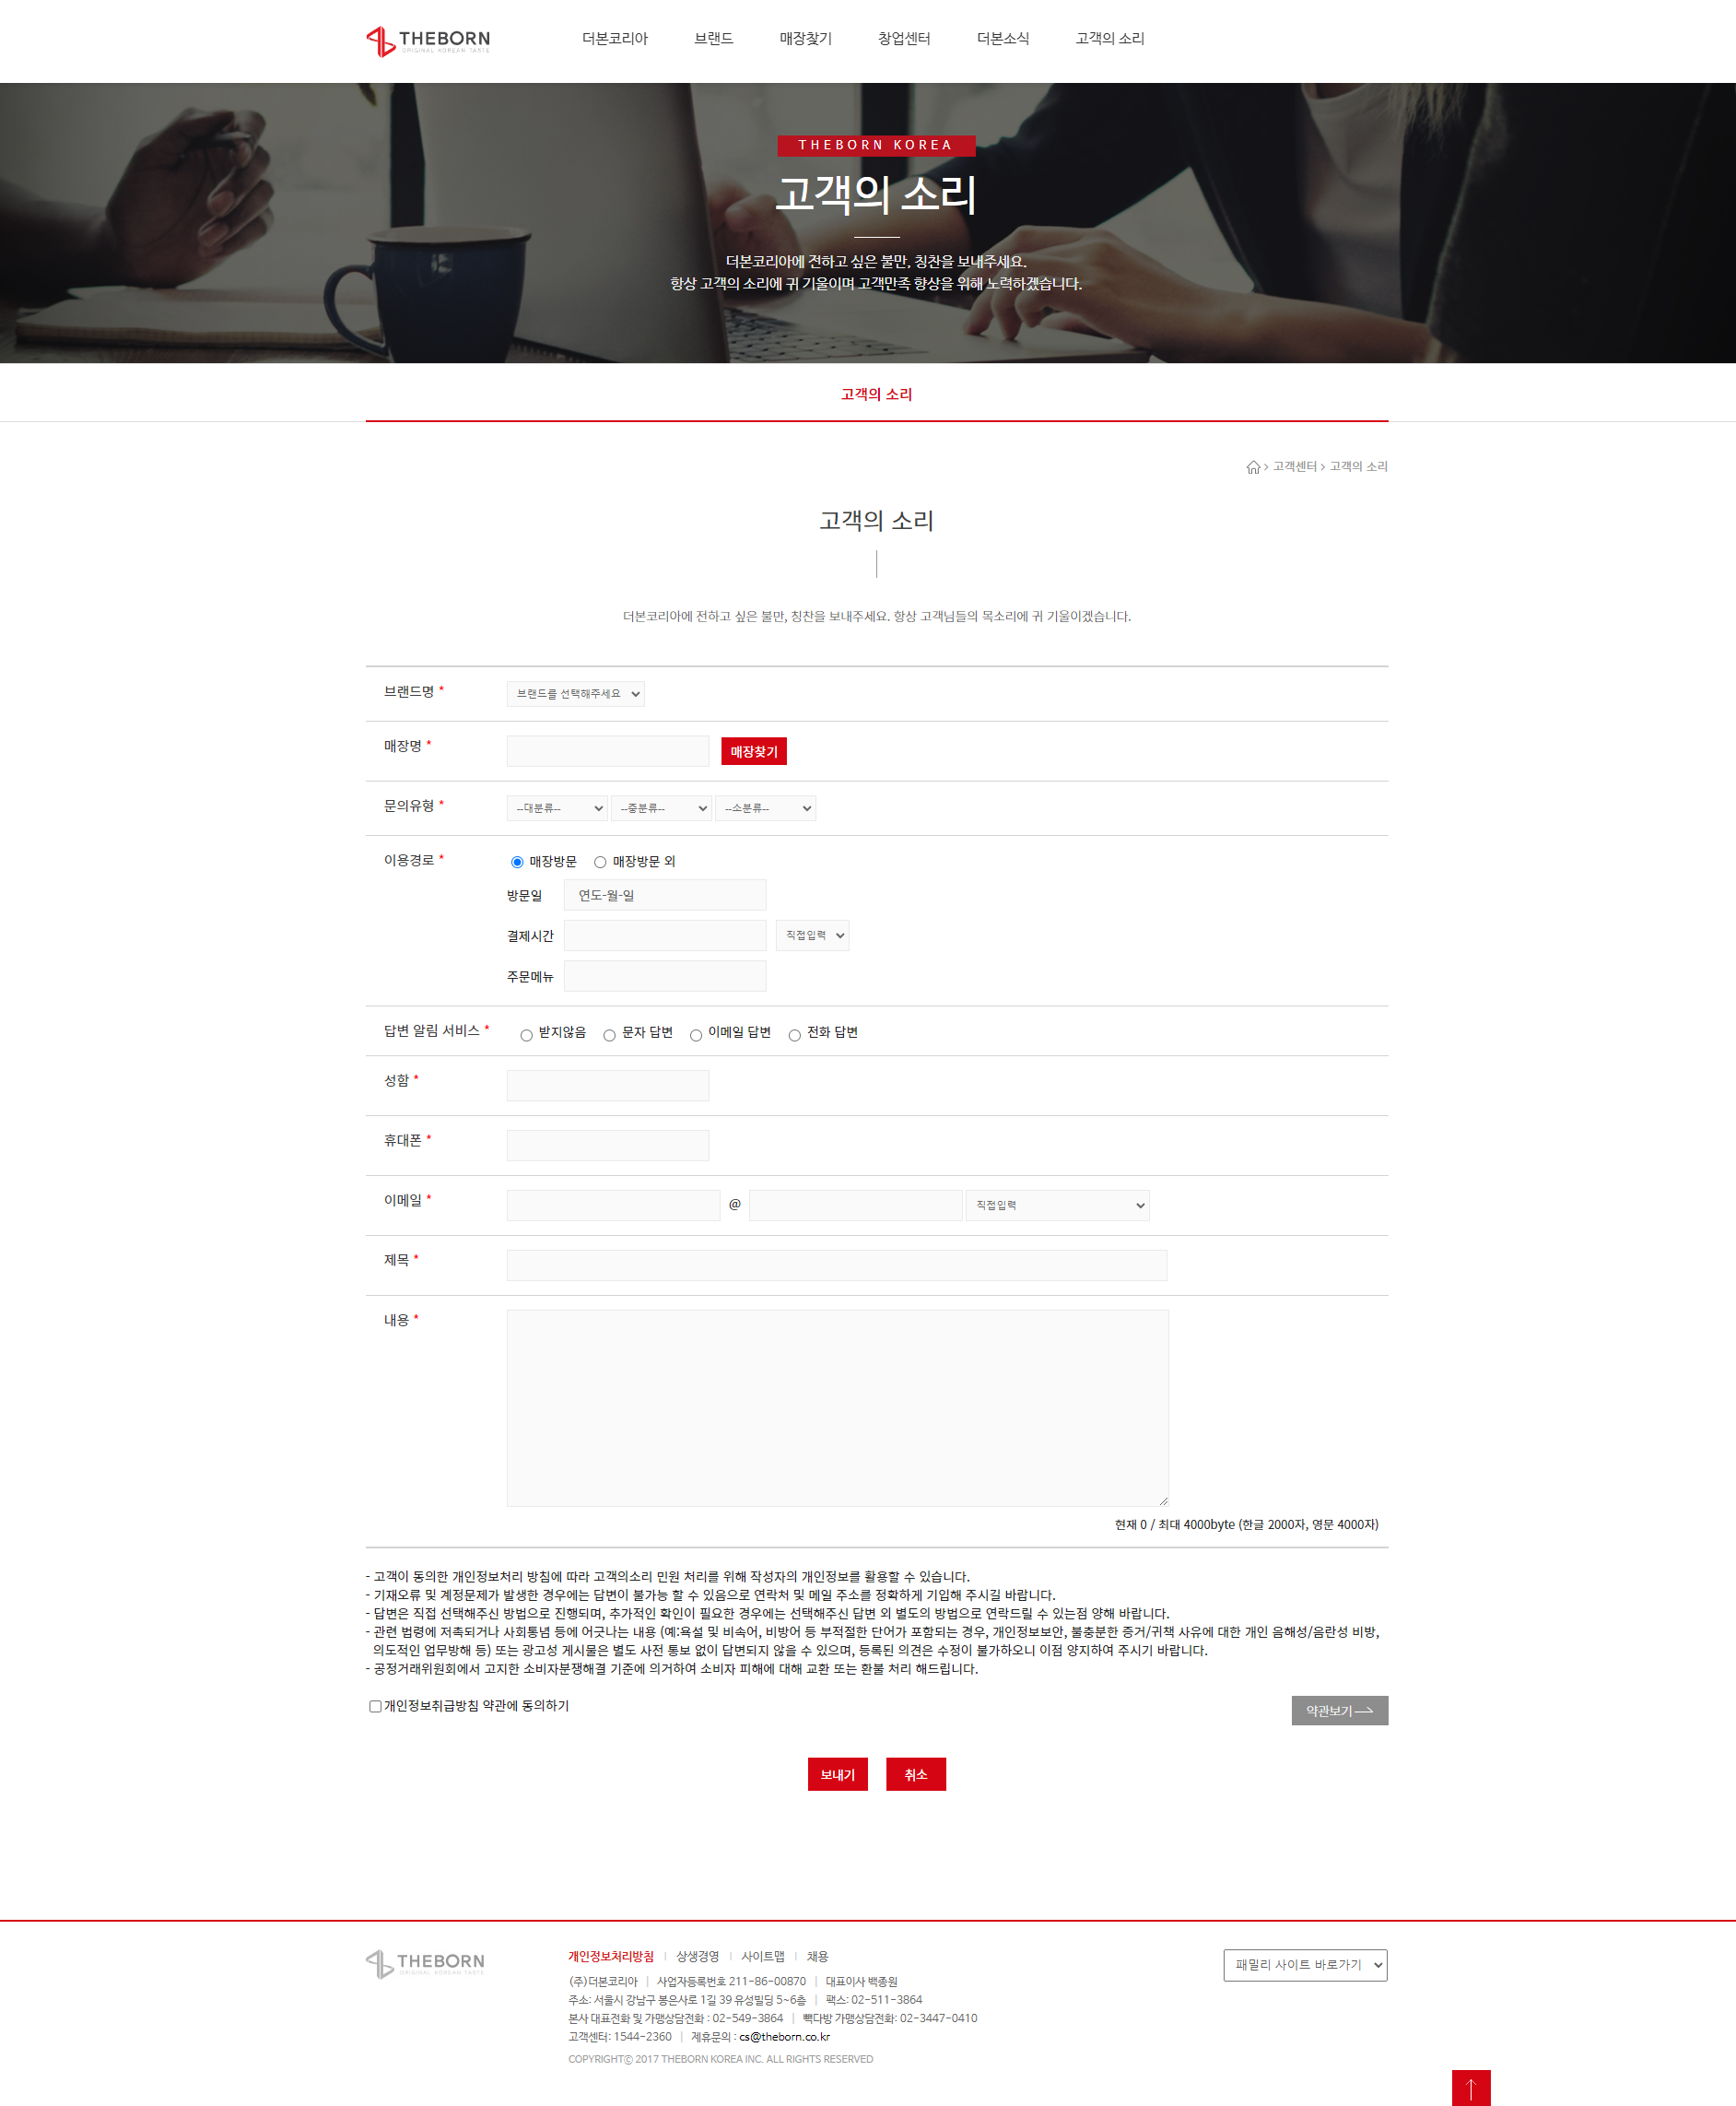 THEBORN
ORIGINAL KOREAN TASTE
더본코리아 브랜드 매장찾기 창업센터 더본소식 고객의 소리
THEBORN KOREA
고객의 소리
더본코리아에 전하고 싶은 불만, 칭찬을 보내주세요.
항상 고객의 소리에 귀 기울이며 고객만족 향상을 위해 노력하겠습니다.
고객의 소리
> 고객센터 > 고객의 소리
고객의 소리
더본코리아에 전하고 싶은 불만, 칭찬을 보내주세요. 항상 고객님들의 목소리에 귀 기울이겠습니다.
브랜드명 * 브랜드를 선택해주세요
매장명 * 매장찾기
문의유형 * --대분류-- --중분류-- --소분류--
이용경로 * 매장방문 매장방문 외
방문일 연도-월-일
결제시간 직접입력
주문메뉴
답변 알림 서비스 * 받지않음 문자 답변 이메일 답변 전화 답변
성함 *
휴대폰 *
이메일 * @ 직접입력
제목 *
내용 *
현재 0 / 최대 4000byte (한글 2000자, 영문 4000자)
- 고객이 동의한 개인정보처리 방침에 따라 고객의소리 민원 처리를 위해 작성자의 개인정보를 활용할 수 있습니다.
- 기재오류 및 계정문제가 발생한 경우에는 답변이 불가능 할 수 있음으로 연락처 및 메일 주소를 정확하게 기입해 주시길 바랍니다.
- 답변은 직접 선택해주신 방법으로 진행되며, 추가적인 확인이 필요한 경우에는 선택해주신 답변 외 별도의 방법으로 연락드릴 수 있는점 양해 바랍니다.
- 관련 법령에 저촉되거나 사회통념 등에 어긋나는 내용 (예:욕설 및 비속어, 비방어 등 부적절한 단어가 포함되는 경우, 개인정보보안, 불충분한 증거/귀책 사유에 대한 개인 음해성/음란성 비방,
의도적인 업무방해 등) 또는 광고성 게시물은 별도 사전 통보 없이 답변되지 않을 수 있으며, 등록된 의견은 수정이 불가하오니 이점 양지하여 주시기 바랍니다.
- 공정거래위원회에서 고지한 소비자분쟁해결 기준에 의거하여 소비자 피해에 대해 교환 또는 환불 처리 해드립니다.
개인정보취급방침 약관에 동의하기 약관보기
보내기 취소
THEBORN
ORIGINAL KOREAN TASTE
개인정보처리방침 | 상생경영 | 사이트맵 | 채용
패밀리 사이트 바로가기
(주)더본코리아 | 사업자등록번호 211-86-00870 | 대표이사 백종원
주소: 서울시 강남구 봉은사로 1길 39 유성빌딩 5~6층 | 팩스: 02-511-3864
본사 대표전화 및 가맹상담전화 : 02-549-3864 | 빽다방 가맹상담전화: 02-3447-0410
고객센터: 1544-2360 | 제휴문의 : cs@theborn.co.kr
COPYRIGHTⓒ 2017 THEBORN KOREA INC. ALL RIGHTS RESERVED